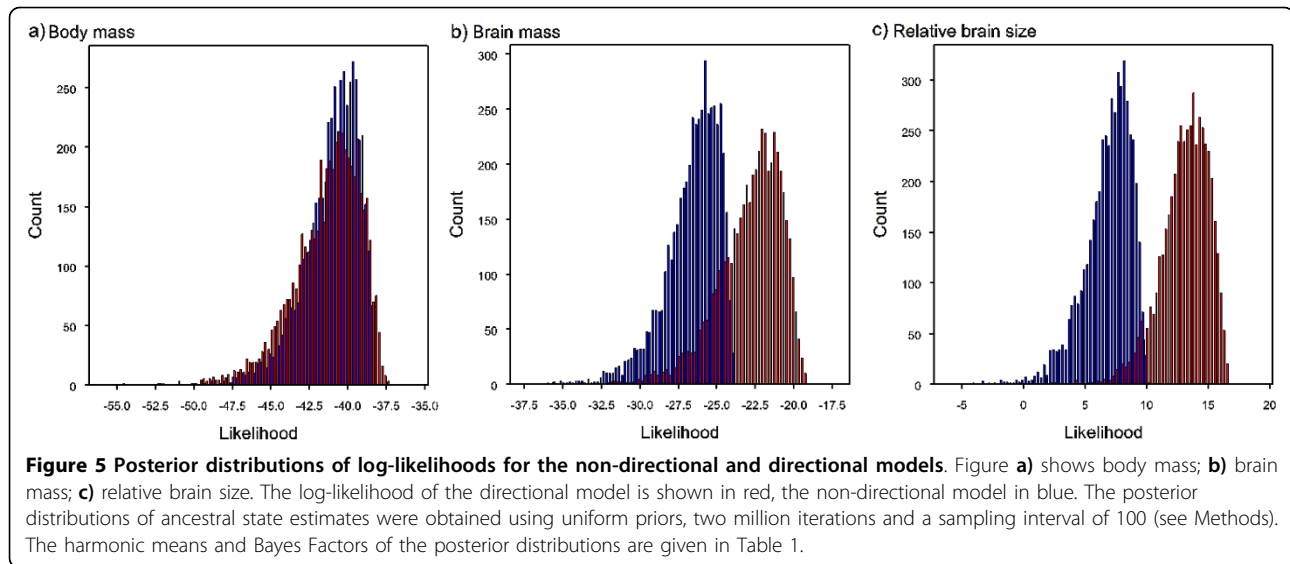 a) Body mass
250
200
150
100
50
0
Count
-55.0 -52.5 -50.0 -47.5 -45.0 -42.5 -40.0 -37.5 -35.0
Likelihood
b) Brain mass
300
250
200
150
100
50
0
Count
-37.5 -35.0 -32.5 -30.0 -27.5 -25.0 -22.5 -20.0 -17.5
Likelihood
c) Relative brain size
300
250
200
150
100
50
0
Count
-5 0 5 10 15 20
Likelihood
Figure 5 Posterior distributions of log-likelihoods for the non-directional and directional models. Figure a) shows body mass; b) brain
mass; c) relative brain size. The log-likelihood of the directional model is shown in red, the non-directional model in blue. The posterior
distributions of ancestral state estimates were obtained using uniform priors, two million iterations and a sampling interval of 100 (see Methods).
The harmonic means and Bayes Factors of the posterior distributions are given in Table 1.